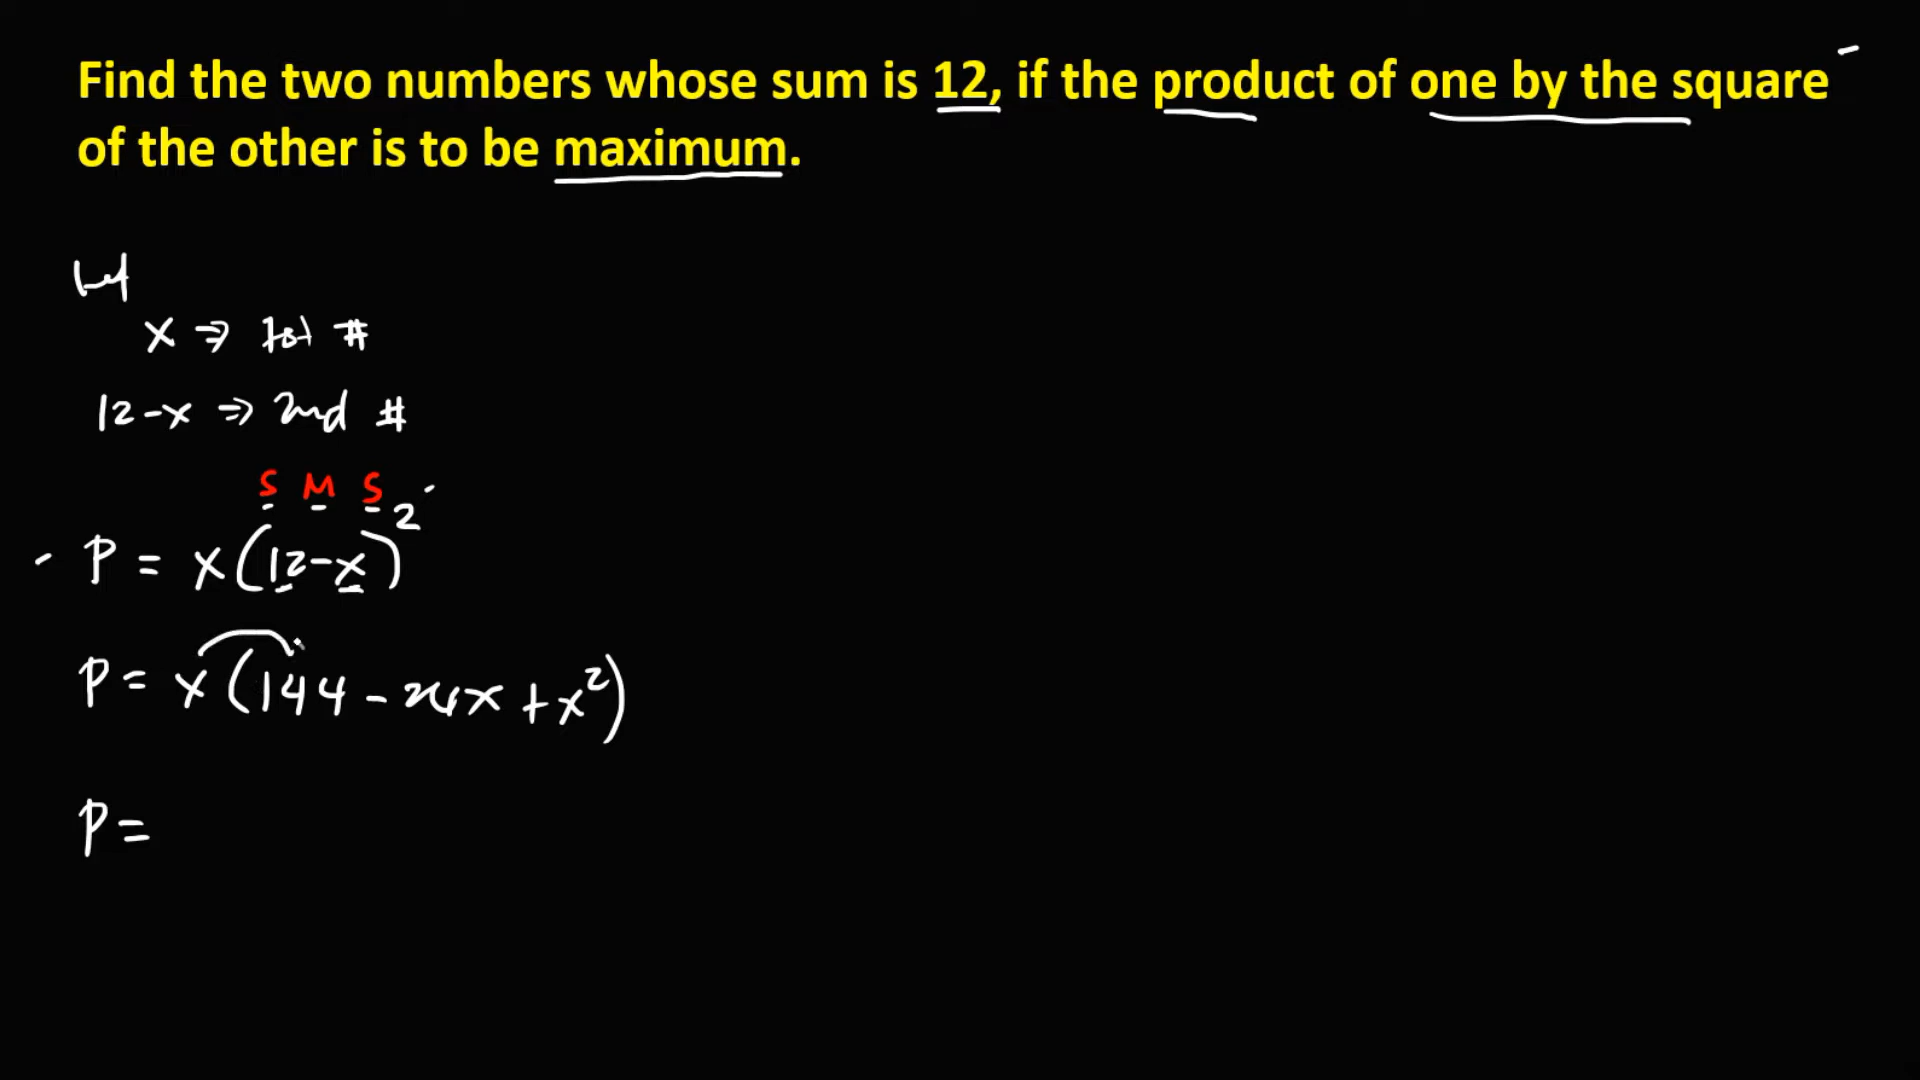 Find the two numbers whose sum is 12, if the product of one by the square
of the other is to be maximum.
let
x ⇒ 1st #
12-x ⇒ 2nd #
S M S
P = x(12-x)²
P = x(144 - 24x + x²)
P =